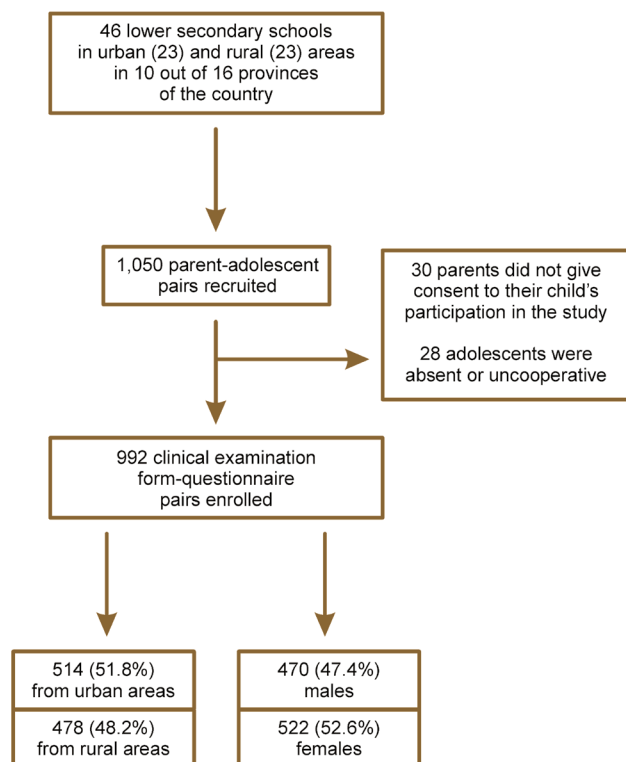 46 lower secondary schools
in urban (23) and rural (23) areas
in 10 out of 16 provinces
of the country
1,050 parent-adolescent
pairs recruited
30 parents did not give
consent to their child's
participation in the study
28 adolescents were
absent or uncooperative
992 clinical examination
form-questionnaire
pairs enrolled
514 (51.8%)
from urban areas
478 (48.2%)
from rural areas
470 (47.4%)
males
522 (52.6%)
females